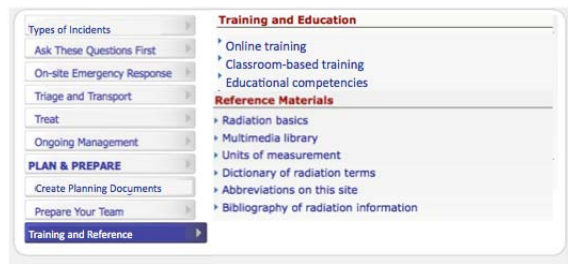 Types of Incidents
Ask These Questions First
On-site Emergency Response
Triage and Transport
Treat
Ongoing Management
PLAN & PREPARE
Create Planning Documents
Prepare Your Team
Training and Reference
Training and Education
Online training
Classroom-based training
Educational competencies
Reference Materials
Radiation basics
Multimedia library
Units of measurement
Dictionary of radiation terms
Abbreviations on this site
Bibliography of radiation information